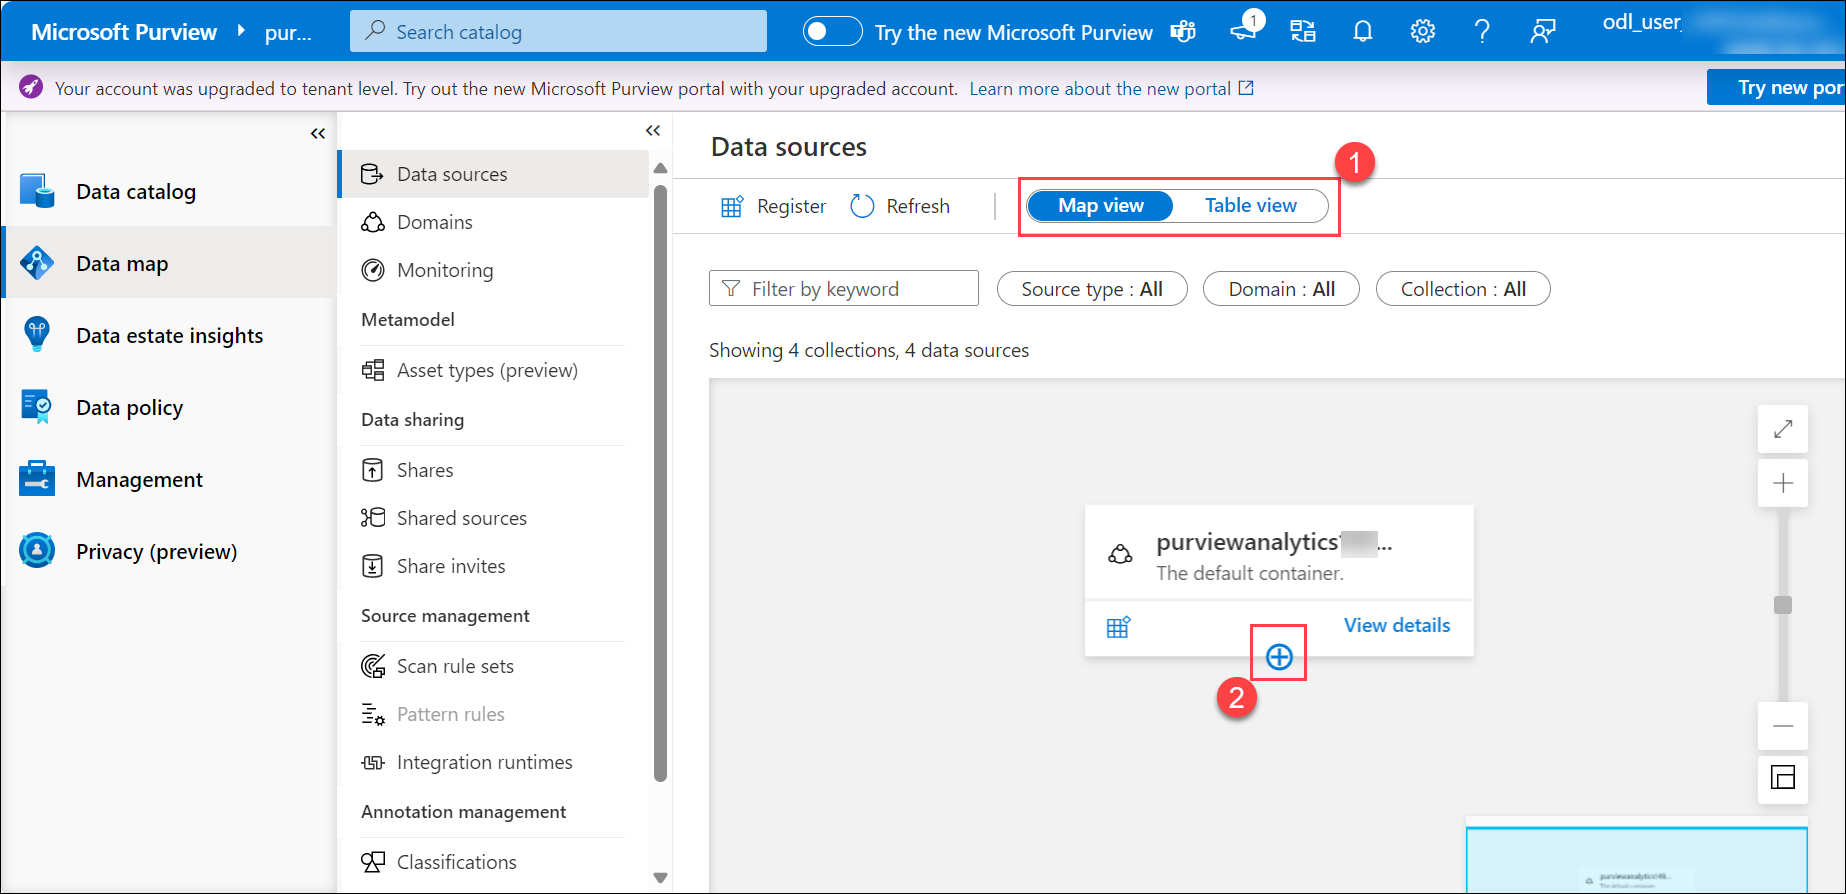 Microsoft Purview pur...
Search catalog
Try the new Microsoft Purview
1
odl_user_
Your account was upgraded to tenant level. Try out the new Microsoft Purview portal with your upgraded account. Learn more about the new portal
Try new por
Data catalog
Data map
Data estate insights
Data policy
Management
Privacy (preview)
Data sources
Domains
Monitoring
Metamodel
Asset types (preview)
Data sharing
Shares
Shared sources
Share invites
Source management
Scan rule sets
Pattern rules
Integration runtimes
Annotation management
Classifications
Data sources
1
Register Refresh Map view Table view
Filter by keyword Source type : All Domain : All Collection : All
Showing 4 collections, 4 data sources
purviewanalytics...
The default container.
View details
2
The default container.